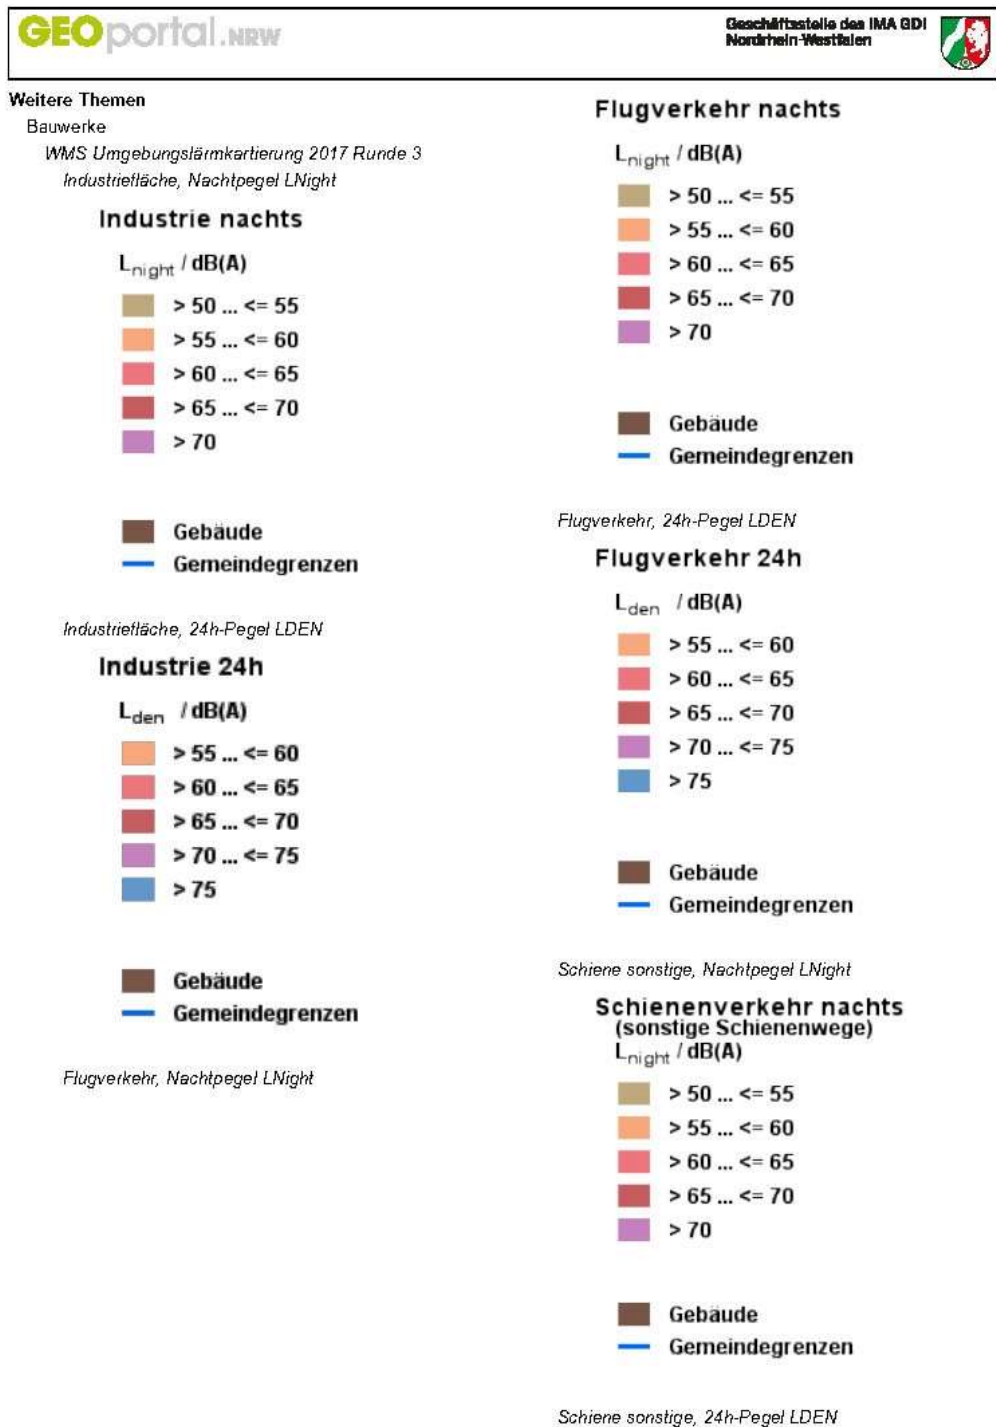 GEOportal.NRW
Geschäftsstelle des IMA GDI
Nordrhein-Westfalen
Weitere Themen
Bauwerke
WMS Umgebungslärmkartierung 2017 Runde 3
Industriefläche, Nachtpegel LNight
Industrie nachts
Lnight / dB(A)
> 50 ... <= 55
> 55 ... <= 60
> 60 ... <= 65
> 65 ... <= 70
> 70
Gebäude
Gemeindegrenzen
Industriefläche, 24h-Pegel LDEN
Industrie 24h
Lden / dB(A)
> 55 ... <= 60
> 60 ... <= 65
> 65 ... <= 70
> 70 ... <= 75
> 75
Gebäude
Gemeindegrenzen
Flugverkehr, Nachtpegel LNight
Flugverkehr nachts
Lnight / dB(A)
> 50 ... <= 55
> 55 ... <= 60
> 60 ... <= 65
> 65 ... <= 70
> 70
Gebäude
Gemeindegrenzen
Flugverkehr, 24h-Pegel LDEN
Flugverkehr 24h
Lden / dB(A)
> 55 ... <= 60
> 60 ... <= 65
> 65 ... <= 70
> 70 ... <= 75
> 75
Gebäude
Gemeindegrenzen
Schiene sonstige, Nachtpegel LNight
Schienenverkehr nachts
(sonstige Schienenwege)
Lnight / dB(A)
> 50 ... <= 55
> 55 ... <= 60
> 60 ... <= 65
> 65 ... <= 70
> 70
Gebäude
Gemeindegrenzen
Schiene sonstige, 24h-Pegel LDEN